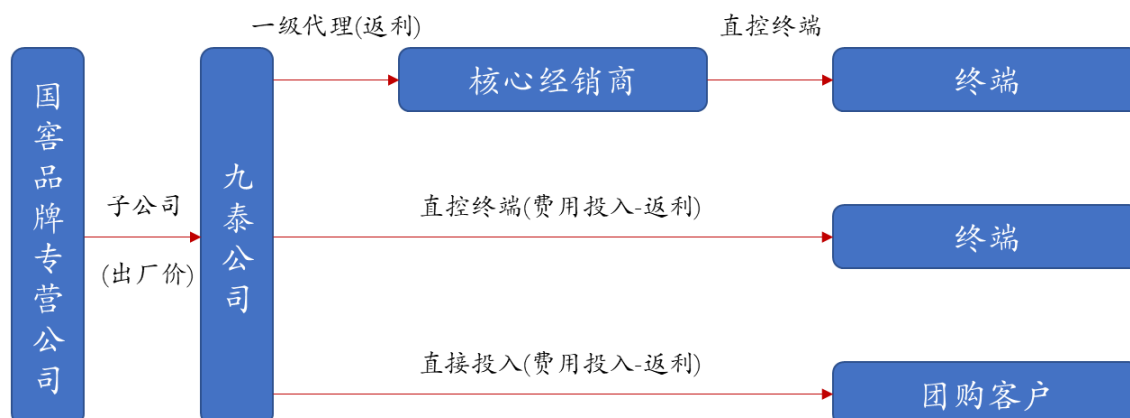 国窖品牌专营公司
子公司
(出厂价)
九泰公司
一级代理(返利)
核心经销商
直控终端
终端
直控终端(费用投入-返利)
终端
直接投入(费用投入-返利)
团购客户